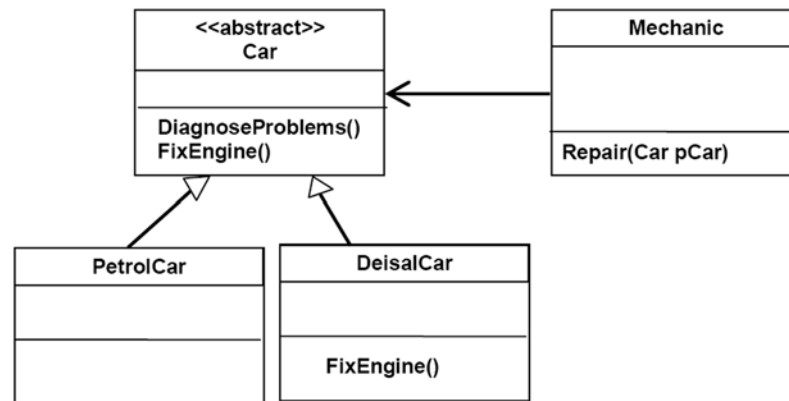 <<abstract>>
Car
DiagnoseProblems()
FixEngine()
Mechanic
Repair(Car pCar)
PetrolCar
DeisalCar
FixEngine()